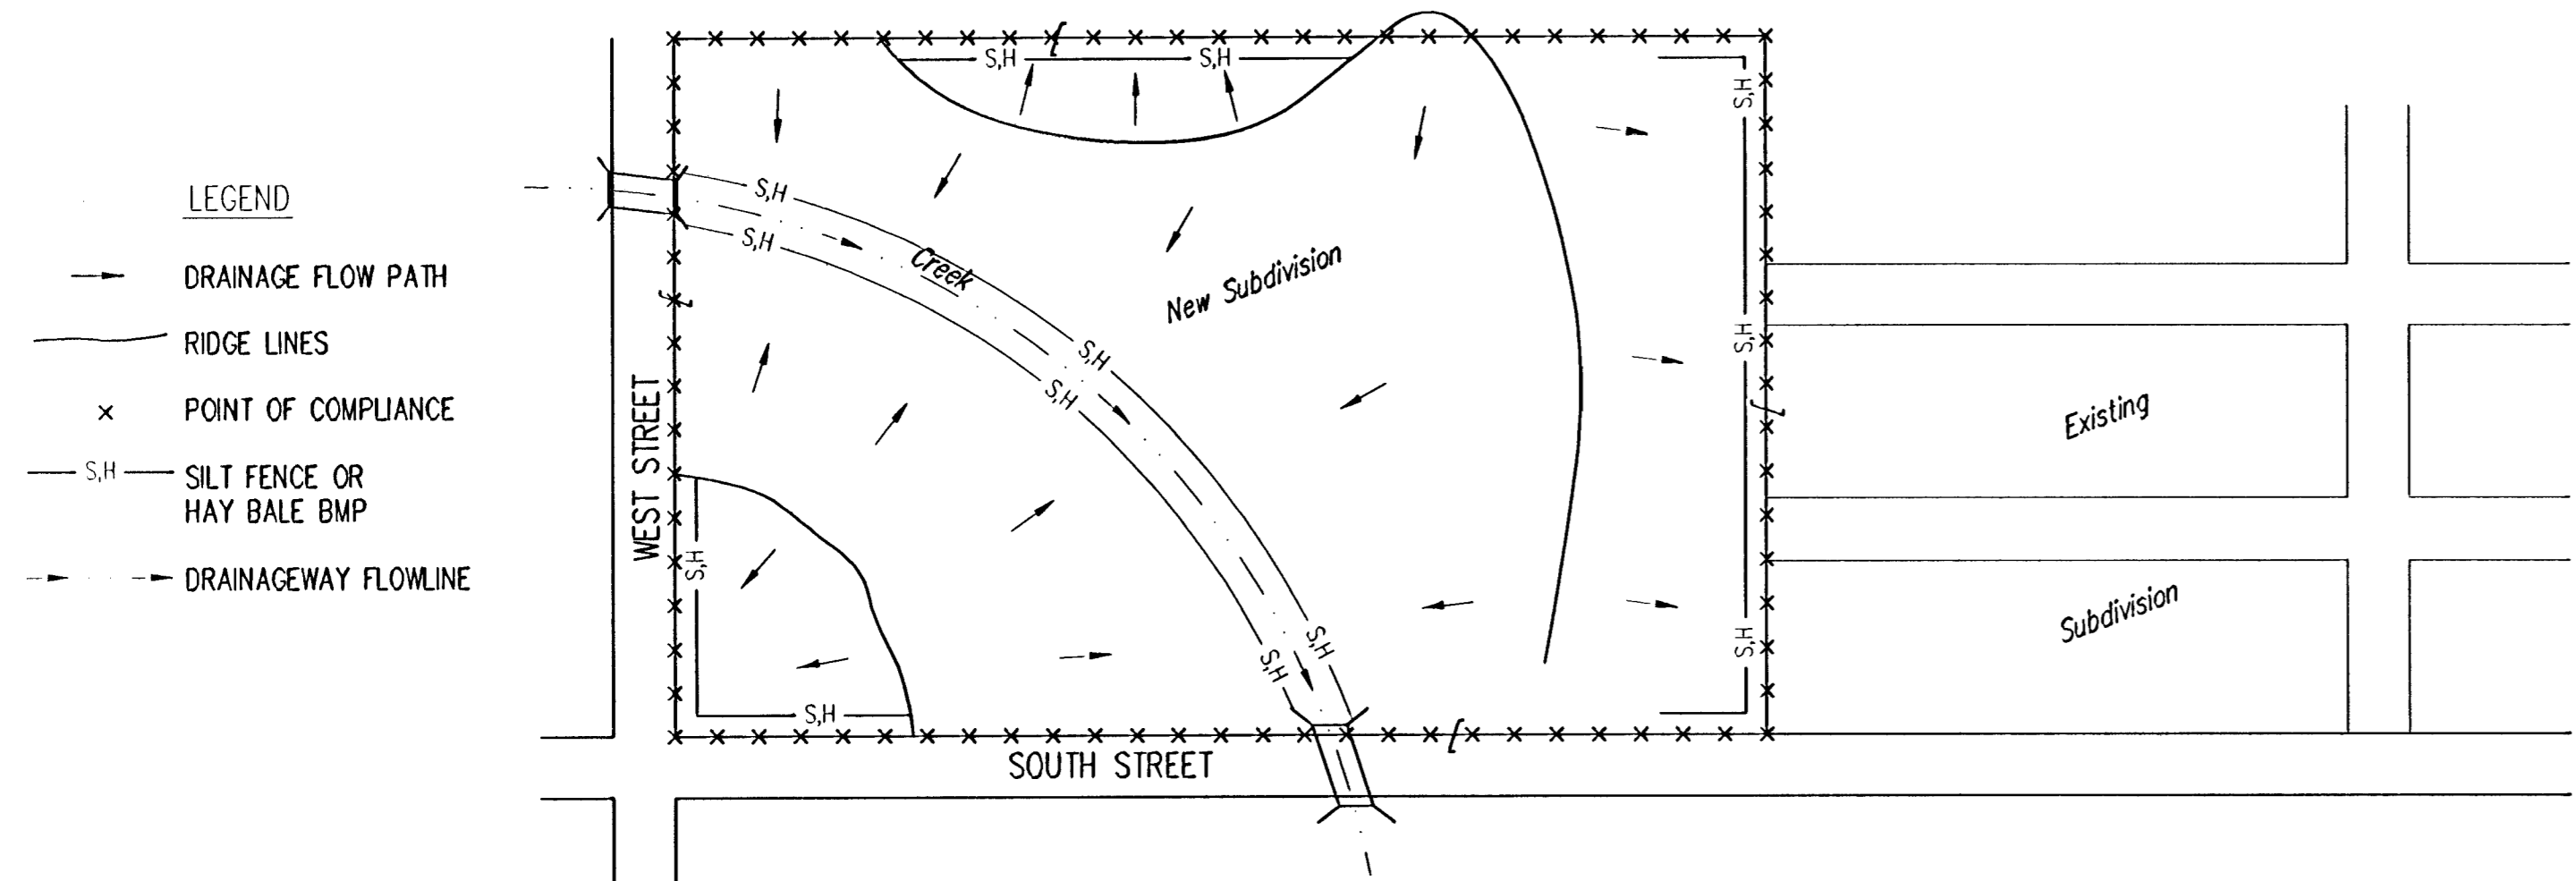 LEGEND
DRAINAGE FLOW PATH
RIDGE LINES
× POINT OF COMPLIANCE
S,H SILT FENCE OR
HAY BALE BMP
DRAINAGEWAY FLOWLINE
S,H
S,H
S,H
S,H
S,H
Creek
New Subdivision
S,H
S,H
S,H
WEST STREET
S,H
S,H
S,H
S,H
S,H
S,H
SOUTH STREET
Existing
Subdivision